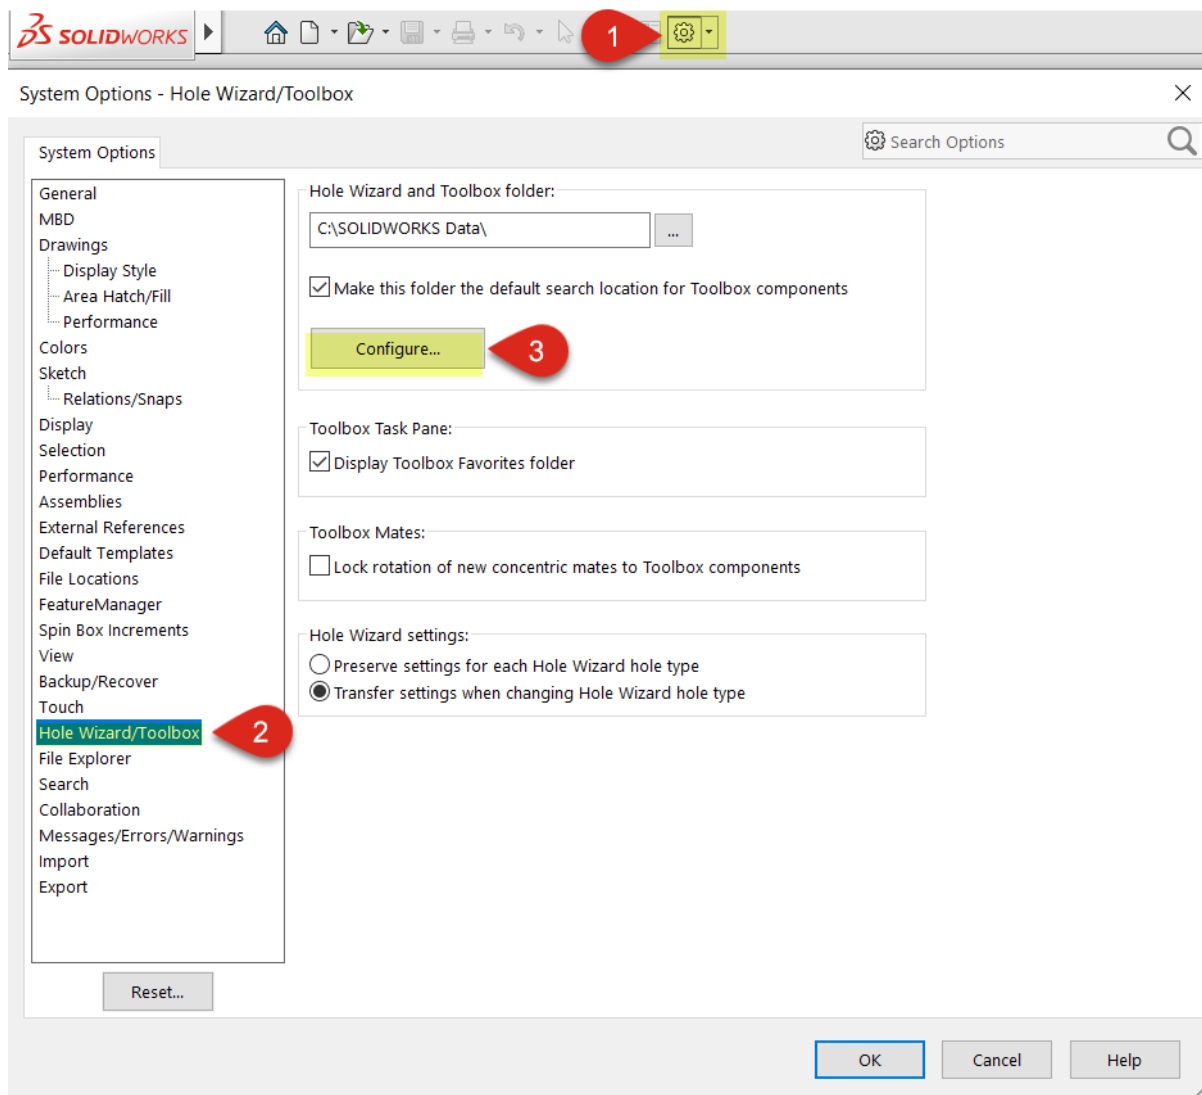 SOLIDWORKS
1
System Options - Hole Wizard/Toolbox
Search Options
System Options
General
MBD
Drawings
Display Style
Area Hatch/Fill
Performance
Colors
Sketch
Relations/Snaps
Display
Selection
Performance
Assemblies
External References
Default Templates
File Locations
FeatureManager
Spin Box Increments
View
Backup/Recover
Touch
Hole Wizard/Toolbox
2
File Explorer
Search
Collaboration
Messages/Errors/Warnings
Import
Export
Reset...
Hole Wizard and Toolbox folder:
C:\SOLIDWORKS Data\
...
Make this folder the default search location for Toolbox components
Configure...
3
Toolbox Task Pane:
Display Toolbox Favorites folder
Toolbox Mates:
Lock rotation of new concentric mates to Toolbox components
Hole Wizard settings:
Preserve settings for each Hole Wizard hole type
Transfer settings when changing Hole Wizard hole type
OK
Cancel
Help